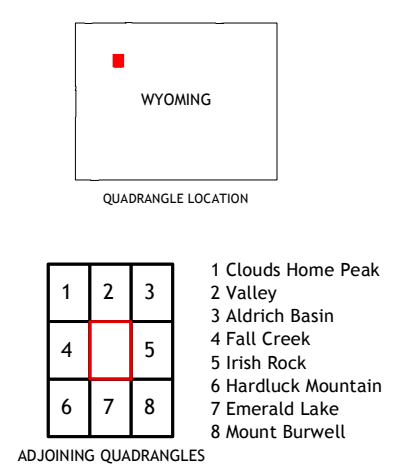 WYOMING
QUADRANGLE LOCATION
1 2 3
4 5
6 7 8
ADJOINING QUADRANGLES
1 Clouds Home Peak
2 Valley
3 Aldrich Basin
4 Fall Creek
5 Irish Rock
6 Hardluck Mountain
7 Emerald Lake
8 Mount Burwell